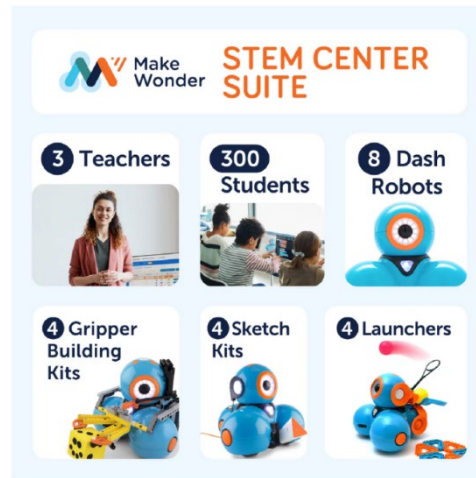 Make
Wonder
STEM CENTER
SUITE
3 Teachers
300
Students
8 Dash
Robots
4 Gripper
Building
Kits
4 Sketch
Kits
4 Launchers